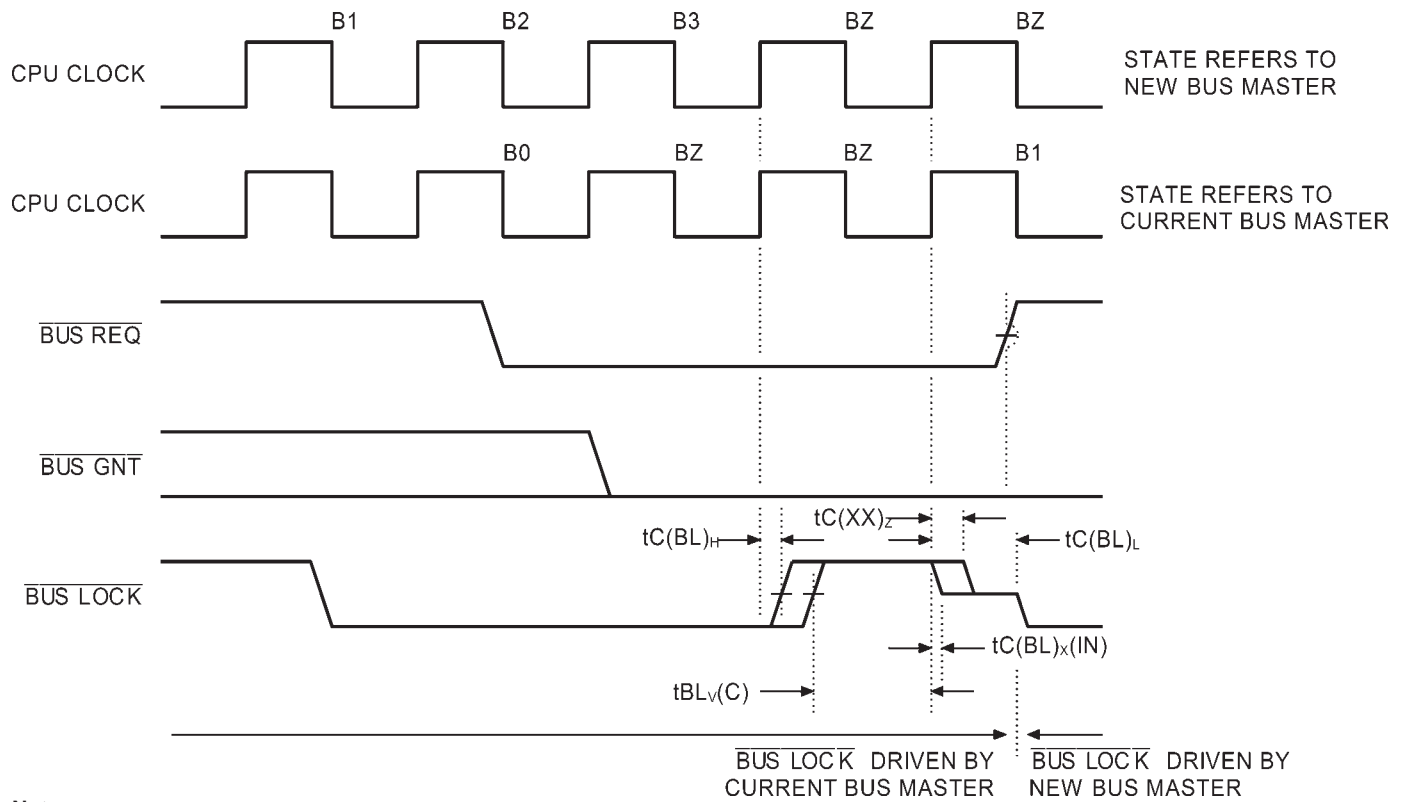 B1 B2 B3 BZ BZ
CPU CLOCK
STATE REFERS TO
NEW BUS MASTER
B0 BZ BZ B1
CPU CLOCK
STATE REFERS TO
CURRENT BUS MASTER
BUS REQ
BUS GNT
tC(XX)Z
tC(BL)H
tC(BL)L
BUS LOCK
tC(BL)X(IN)
tBLV(C)
BUS LOCK DRIVEN BY
CURRENT BUS MASTER
BUS LOCK DRIVEN BY
NEW BUS MASTER